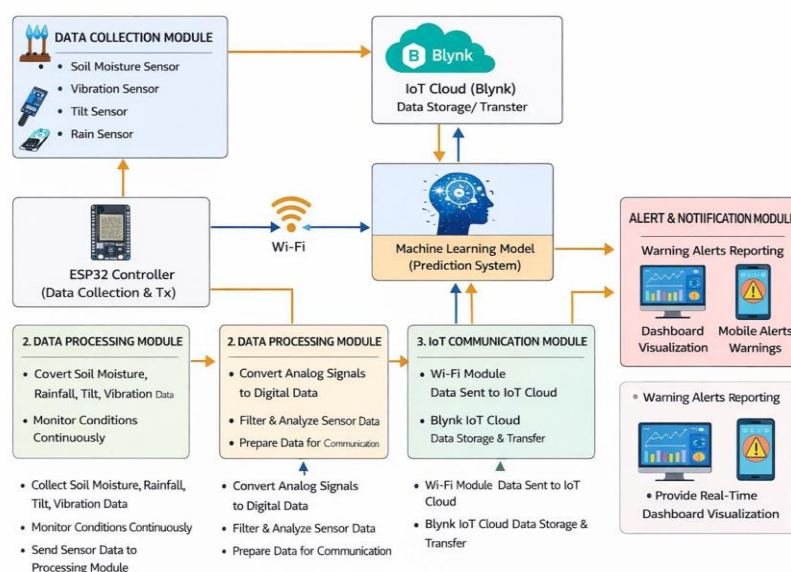 DATA COLLECTION MODULE
• Soil Moisture Sensor
• Vibration Sensor
• Tilt Sensor
• Rain Sensor
B Blynk
IoT Cloud (Blynk)
Data Storage/ Transter
ESP32 Controller
(Data Collection & Tx)
Wi-Fi
Machine Learning Model
(Prediction System)
ALERT & NOTIIFICATION MODULE
Warning Alerts Reporting
Dashboard
Visualization
Mobile Alerts
Warnings
2. DATA PROCESSING MODULE
• Covert Soil Moisture,
Rainfall, Tilt, Vibration Data
• Monitor Conditions
Continuously
2. DATA PROCESSING MODULE
• Convert Analog Signals
to Digital Data
• Filter & Analyze Sensor Data
• Prepare Data for Communication
3. IoT COMMUNICATION MODULE
• Wi-Fi Module
Data Sent to IoT Cloud
• Blynk IoT Cloud
Data Storage & Transfer
• Warning Alerts Reporting
• Provide Real-Time
Dashboard Visualization
• Collect Soil Moisture, Rainfall,
Tilt, Vibration Data
• Monitor Conditions Continuously
• Send Sensor Data to
Processing Module
• Convert Analog Signals
to Digital Data
• Filter & Analyze Sensor Data
• Prepare Data for Communication
• Wi-Fi Module Data Sent to IoT
Cloud
• Blynk IoT Cloud Data Storage &
Transfer